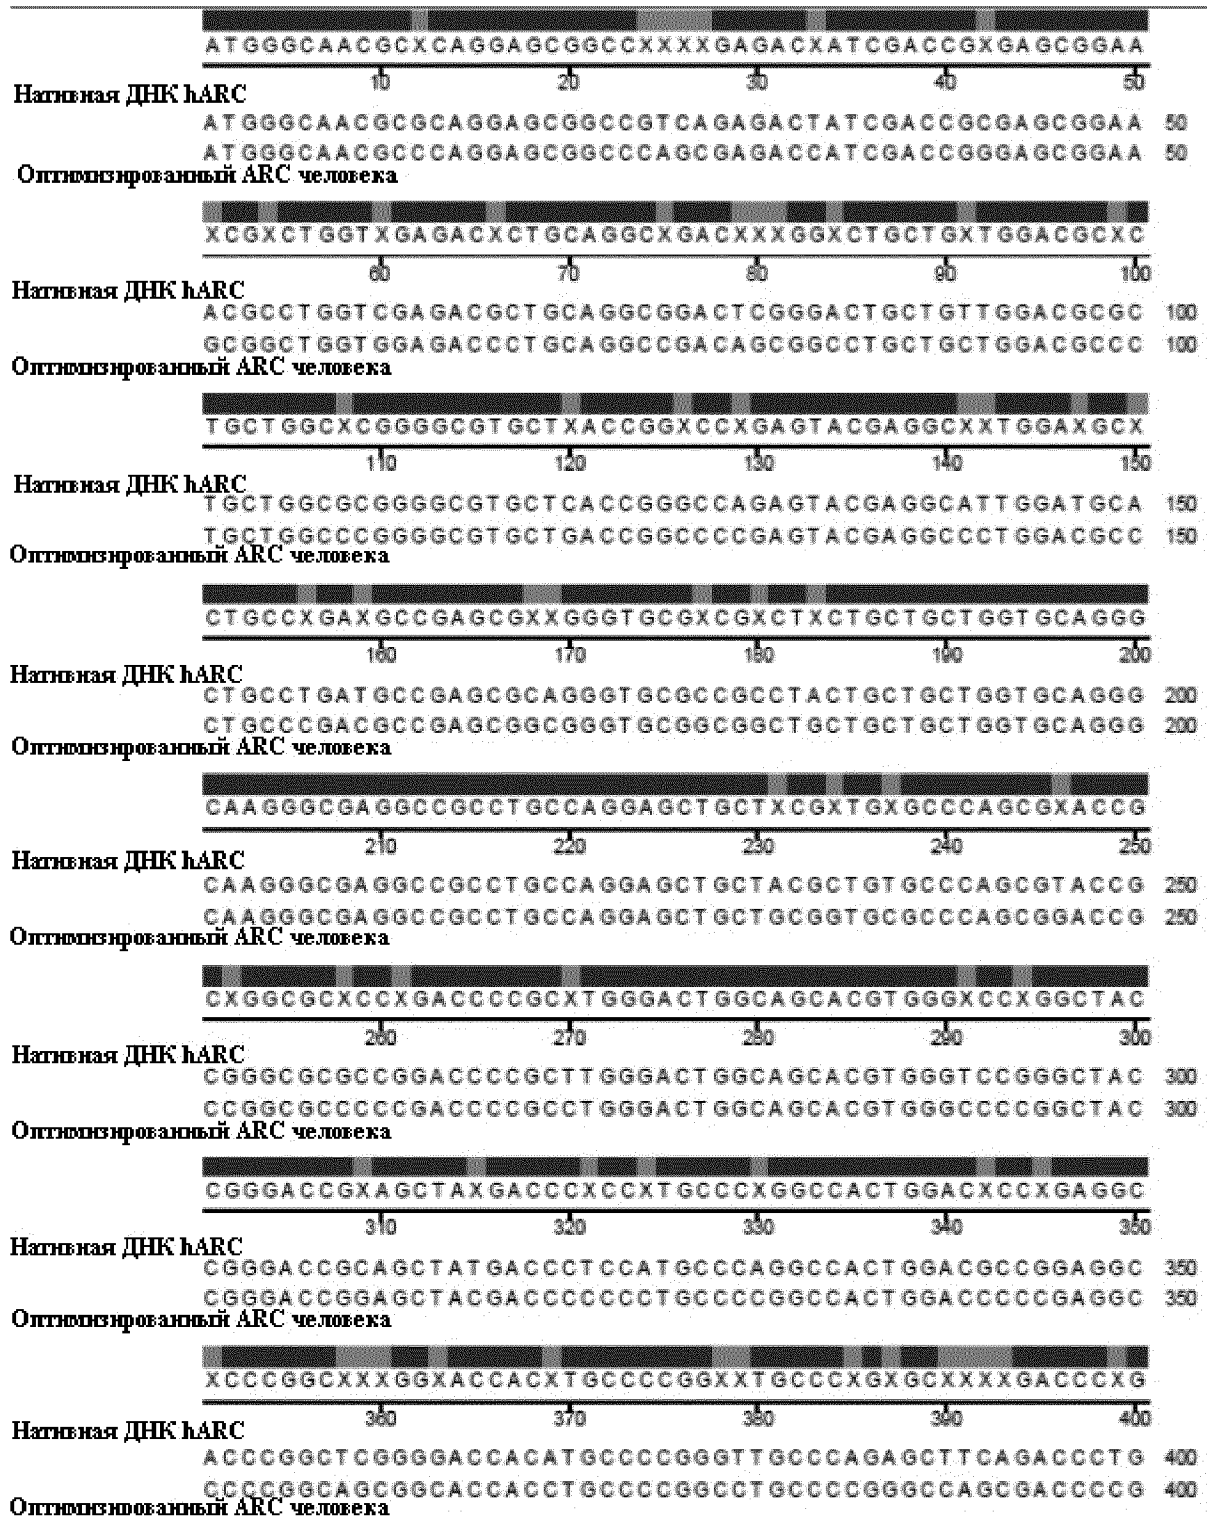 ATGGGCAACGCXCAGGAGCGGCCXXXXGAGACXATCGACCGXGAGCGGAA
10 20 30 40 50
Нативная ДНК hARC
ATGGGCAACGCGCAGGAGCGGCCGTCAGAGACTATCGACCGCGAGCGGAA 50
ATGGGCAACGCCCAGGAGCGGCCCAGCGAGACCATCGACCGGGAGCGGAA 50
Оптимизированный ARC человека
XCGXCTGGTXGAGACXCTGCAGGCXGACXXXGGXCTGCTGXTGGACGCXC
60 70 80 90 100
Нативная ДНК hARC
ACGCCTGGTCGAGACGCTGCAGGCGGACTCGGGACTGCTGTTGGACGCGC 100
GCGGCTGGTGGAGACCCTGCAGGCCGACAGCGGCCTGCTGCTGGACGCCC 100
Оптимизированный ARC человека
TGCTGGCXCGGGGCGTGCTXACCGGXCCXGAGTACGAGGCXXTGGAXGCX
110 120 130 140 150
Нативная ДНК hARC
TGCTGGCGCGGGGCGTGCTCACCGGGCCAGAGTACGAGGCATTGGATGCA 150
TGCTGGCCCGGGGCGTGCTGACCGGCCCCGAGTACGAGGCCCTGGACGCC 150
Оптимизированный ARC человека
CTGCCXGAXGCCGAGCGXXGGGTGCGXCGXCTXCTGCTGCTGGTGCAGGG
160 170 180 190 200
Нативная ДНК hARC
CTGCCTGATGCCGAGCGCAGGGTGCGCCGCCTACTGCTGCTGGTGCAGGG 200
CTGCCCGACGCCGAGCGGCGGGTGCGGCGGCTGCTGCTGCTGGTGCAGGG 200
Оптимизированный ARC человека
CAAGGGCGAGGCCGCCTGCCAGGAGCTGCTXCGXTGXGCCCAGCGXACCG
210 220 230 240 250
Нативная ДНК hARC
CAAGGGCGAGGCCGCCTGCCAGGAGCTGCTACGCTGTGCCCAGCGTACCG 250
CAAGGGCGAGGCCGCCTGCCAGGAGCTGCTGCGGTGCGCCCAGCGGACCG 250
Оптимизированный ARC человека
CXGGCGCXCCXGACCCCGCXTGGGACTGGCAGCACGTGGGXCCXGGCTAC
260 270 280 290 300
Нативная ДНК hARC
CGGGCGCGCCGGACCCCGCTTGGGACTGGCAGCACGTGGGTCCGGGCTAC 300
CCGGCGCCCCCGACCCCGCCTGGGACTGGCAGCACGTGGGCCCCGGCTAC 300
Оптимизированный ARC человека
CGGGACCGXAGCTAXGACCCXCCXTGCCCXGGCCACTGGACXCCXGAGGC
310 320 330 340 350
Нативная ДНК hARC
CGGGACCGCAGCTATGACCCTCCATGCCCAGGCCACTGGACGCCGGAGGC 350
CGGGACCGGAGCTACGACCCCCCCTGCCCCGGCCACTGGACCCCCGAGGC 350
Оптимизированный ARC человека
XCCCGGCXXXGGXACCACXTGCCCCGGXXTGCCCXGXGCXXXXGACCCXG
360 370 380 390 400
Нативная ДНК hARC
ACCCGGCTCGGGGACCACATGCCCCGGGTTGCCCAGAGCTTCAGACCCTG 400
CCCCGGCAGCGGCACCACCTGCCCCGGCCTGCCCCGGGCCAGCGACCCCG 400
Оптимизированный ARC человека